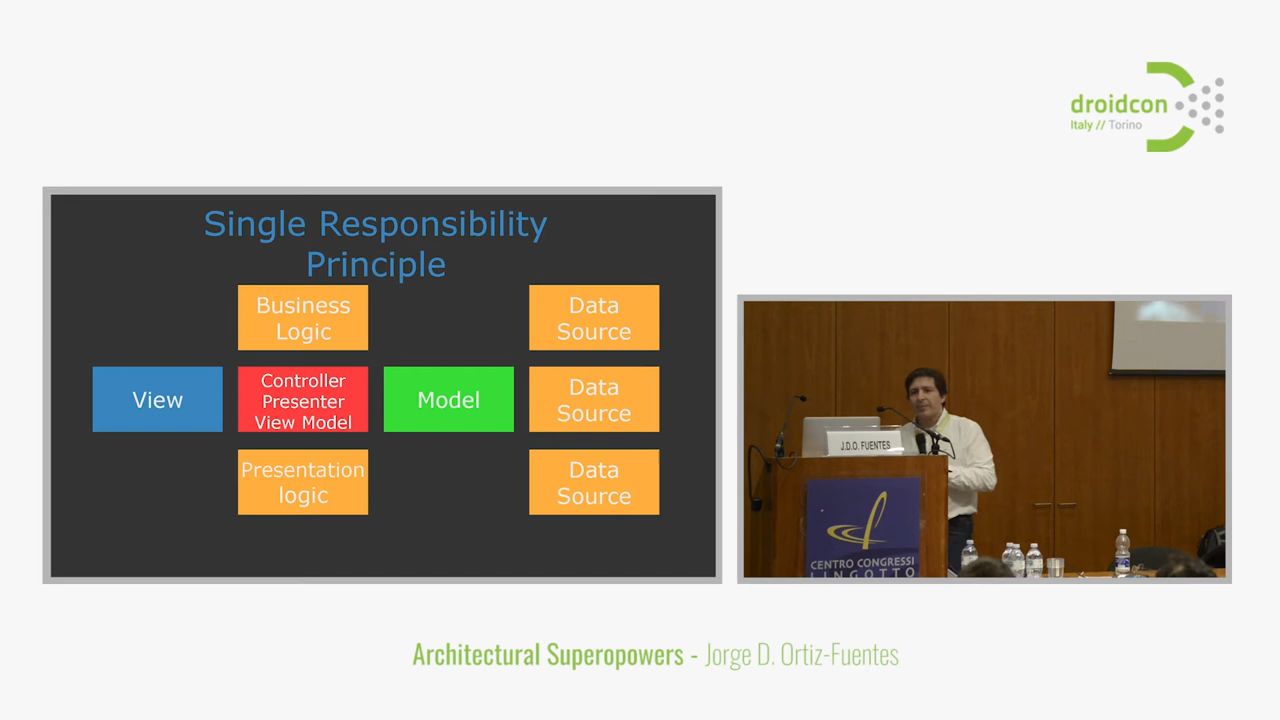 droidcon
Italy // Torino
Single Responsibility
Principle
Business
Logic
Data
Source
View
Controller
Presenter
View Model
Model
Data
Source
Presentation
logic
Data
Source
J.D.O. FUENTES
CENTRO CONGRESSI
LINGOTTO
Architectural Superopowers - Jorge D. Ortiz-Fuentes